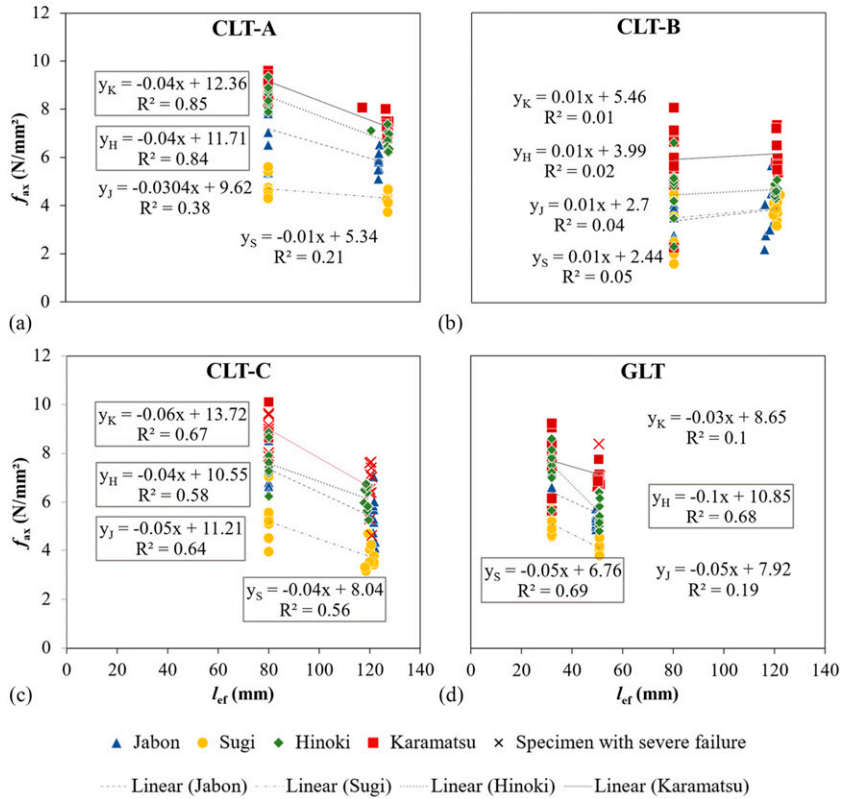 CLT-A
12
10
8
6
4
2
0
f_ax (N/mm²)
y_K = -0.04x + 12.36
R² = 0.85
y_H = -0.04x + 11.71
R² = 0.84
y_J = -0.0304x + 9.62
R² = 0.38
y_S = -0.01x + 5.34
R² = 0.21
(a)
CLT-B
y_K = 0.01x + 5.46
R² = 0.01
y_H = 0.01x + 3.99
R² = 0.02
y_J = 0.01x + 2.7
R² = 0.04
y_S = 0.01x + 2.44
R² = 0.05
(b)
CLT-C
12
10
8
6
4
2
0
f_ax (N/mm²)
y_K = -0.06x + 13.72
R² = 0.67
y_H = -0.04x + 10.55
R² = 0.58
y_J = -0.05x + 11.21
R² = 0.64
y_S = -0.04x + 8.04
R² = 0.56
0 20 40 60 80 100 120 140
l_ef (mm)
(c)
GLT
y_K = -0.03x + 8.65
R² = 0.1
y_H = -0.1x + 10.85
R² = 0.68
y_S = -0.05x + 6.76
R² = 0.69
y_J = -0.05x + 7.92
R² = 0.19
0 20 40 60 80 100 120 140
l_ef (mm)
(d)
Jabon Sugi Hinoki Karamatsu Specimen with severe failure
Linear (Jabon) Linear (Sugi) Linear (Hinoki) Linear (Karamatsu)